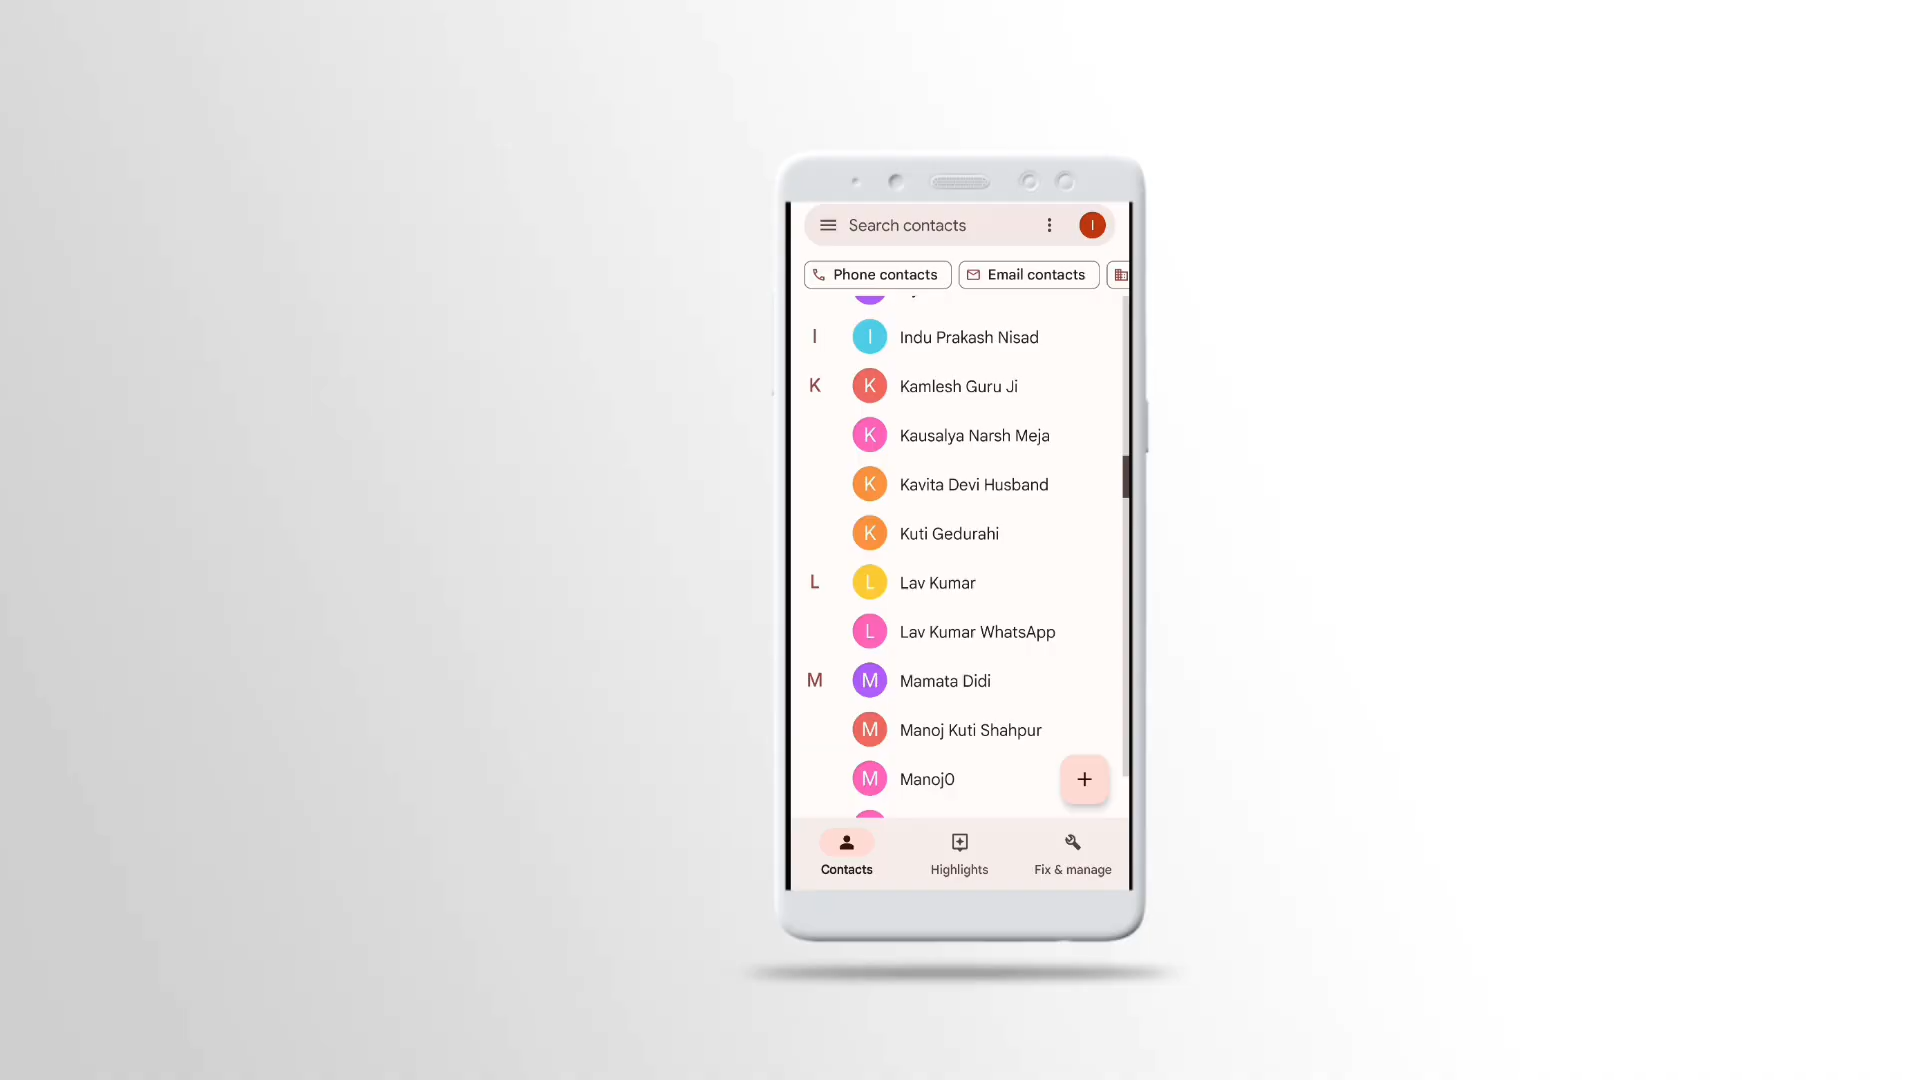 Search contacts
I
Phone contacts
Email contacts
I
I
Indu Prakash Nisad
K
K
Kamlesh Guru Ji
K
Kausalya Narsh Meja
K
Kavita Devi Husband
K
Kuti Gedurahi
L
L
Lav Kumar
L
Lav Kumar WhatsApp
M
M
Mamata Didi
M
Manoj Kuti Shahpur
M
Manoj0
+
Contacts
Highlights
Fix & manage